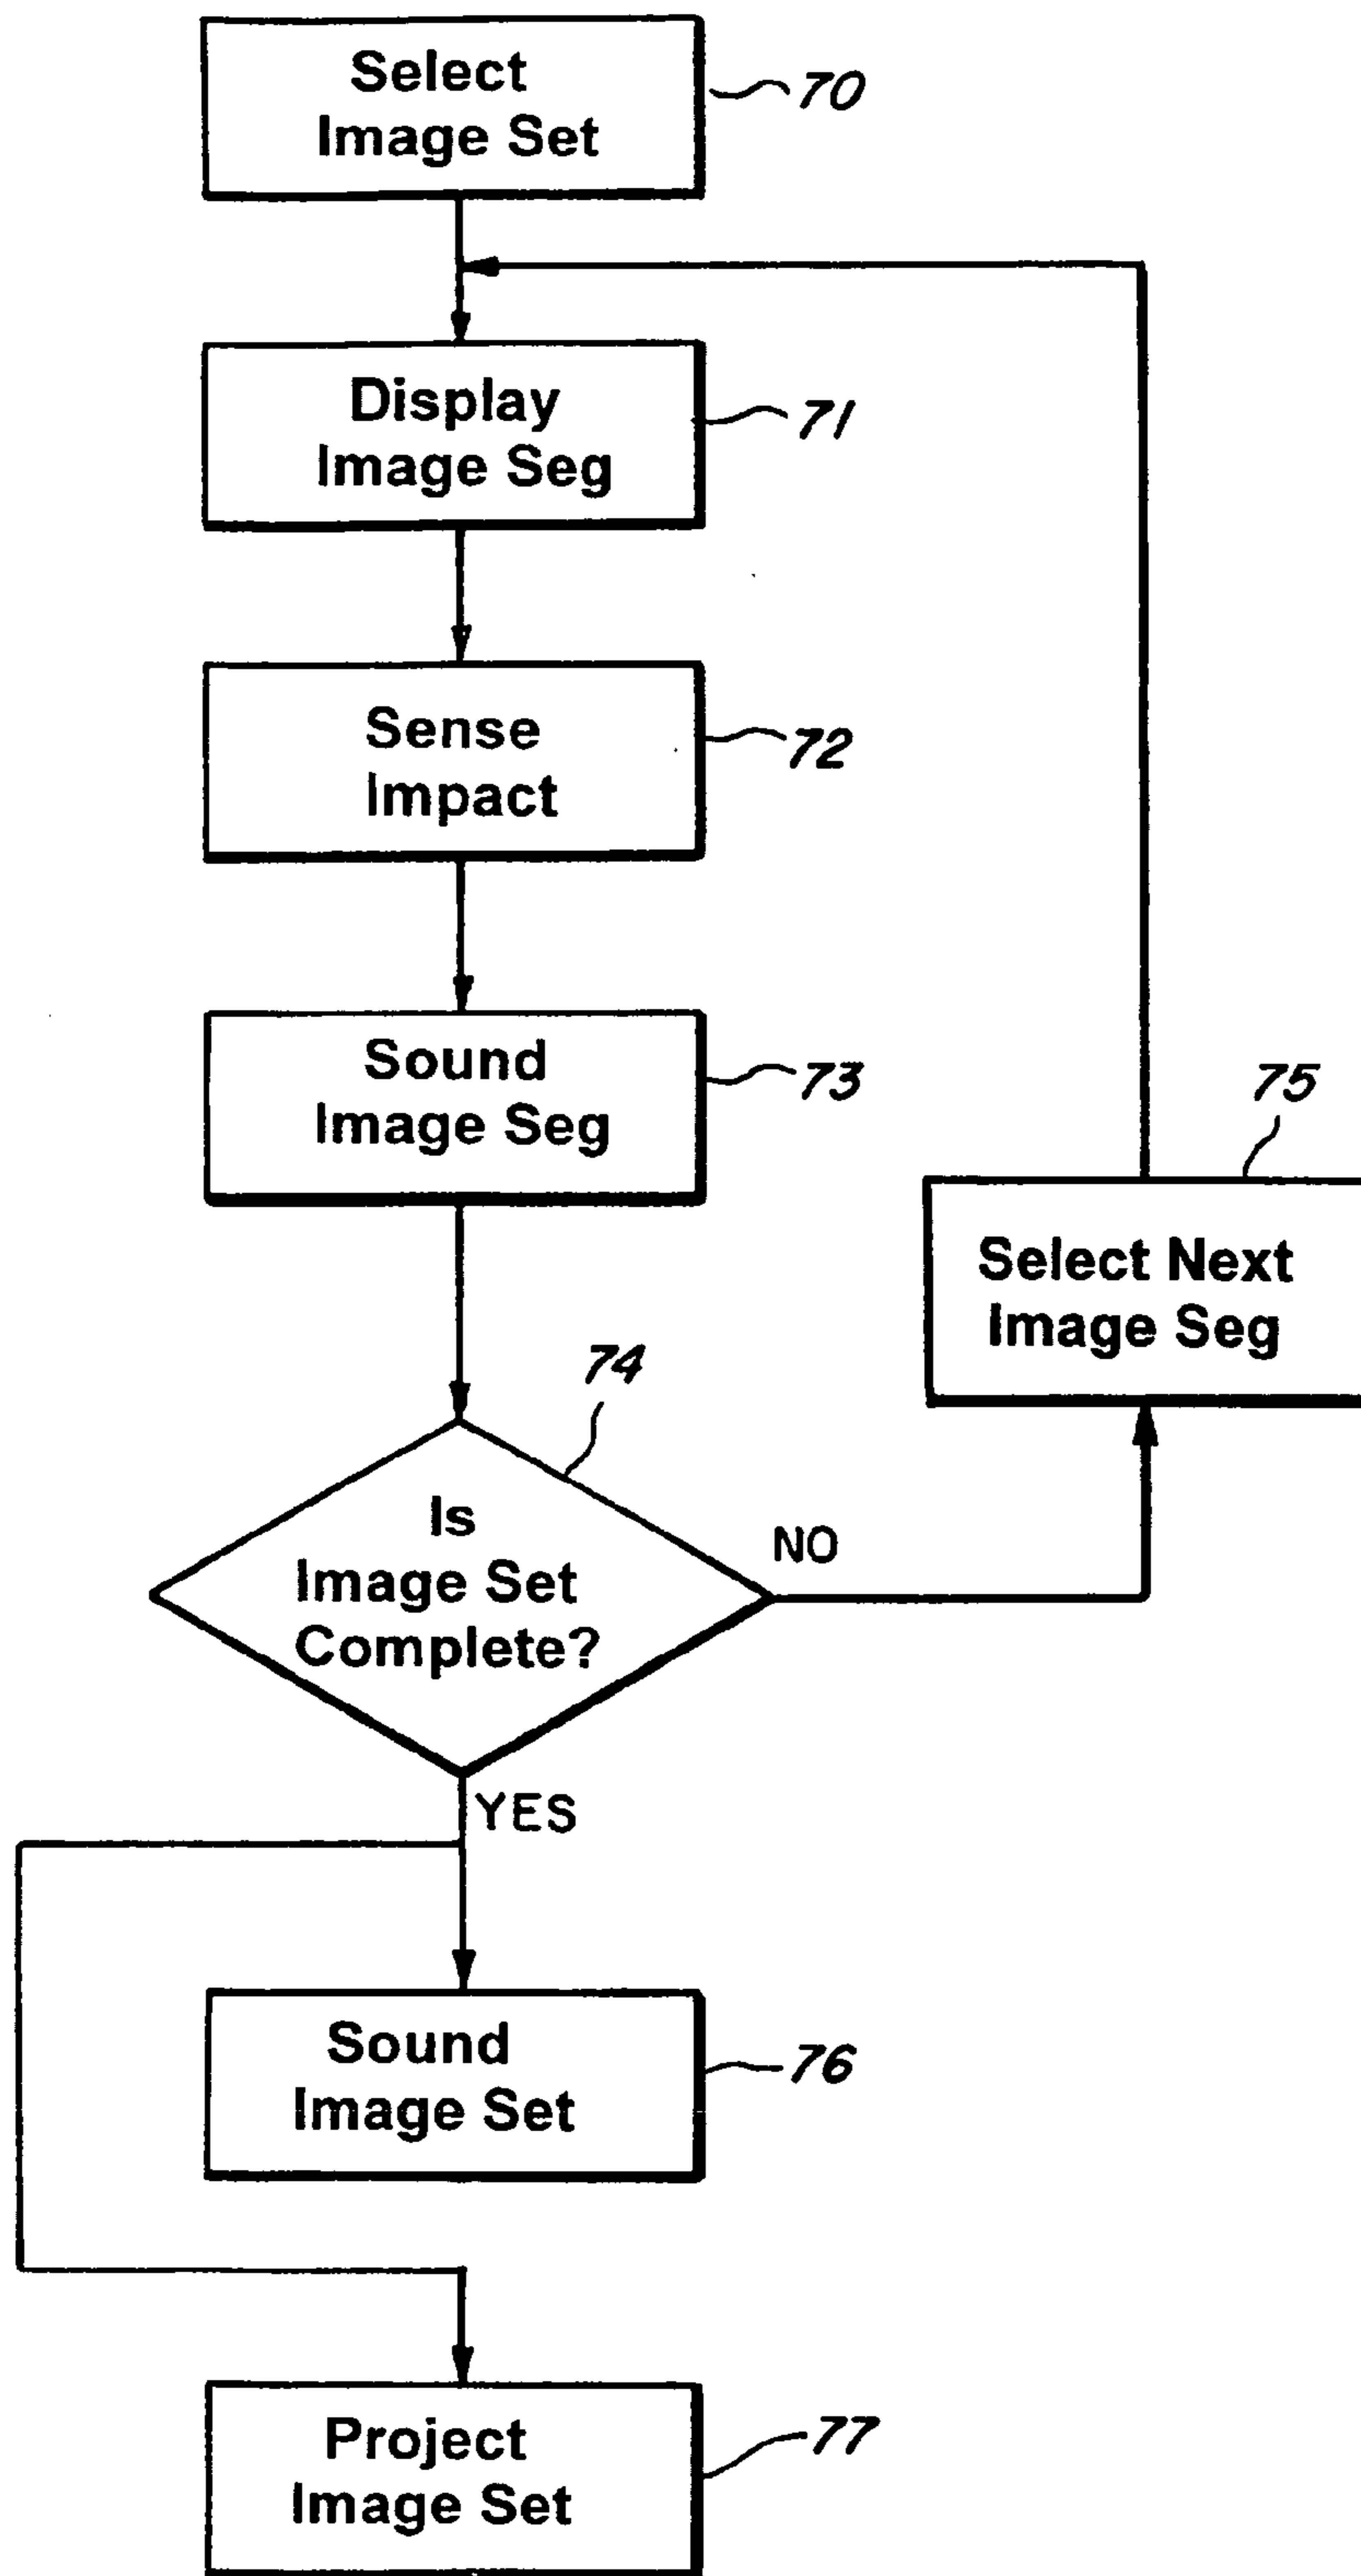 Select
Image Set
70
Display
Image Seg
71
Sense
Impact
72
Sound
Image Seg
73
75
Select Next
Image Seg
74
Is
Image Set
Complete?
NO
YES
Sound
Image Set
76
Project
Image Set
77